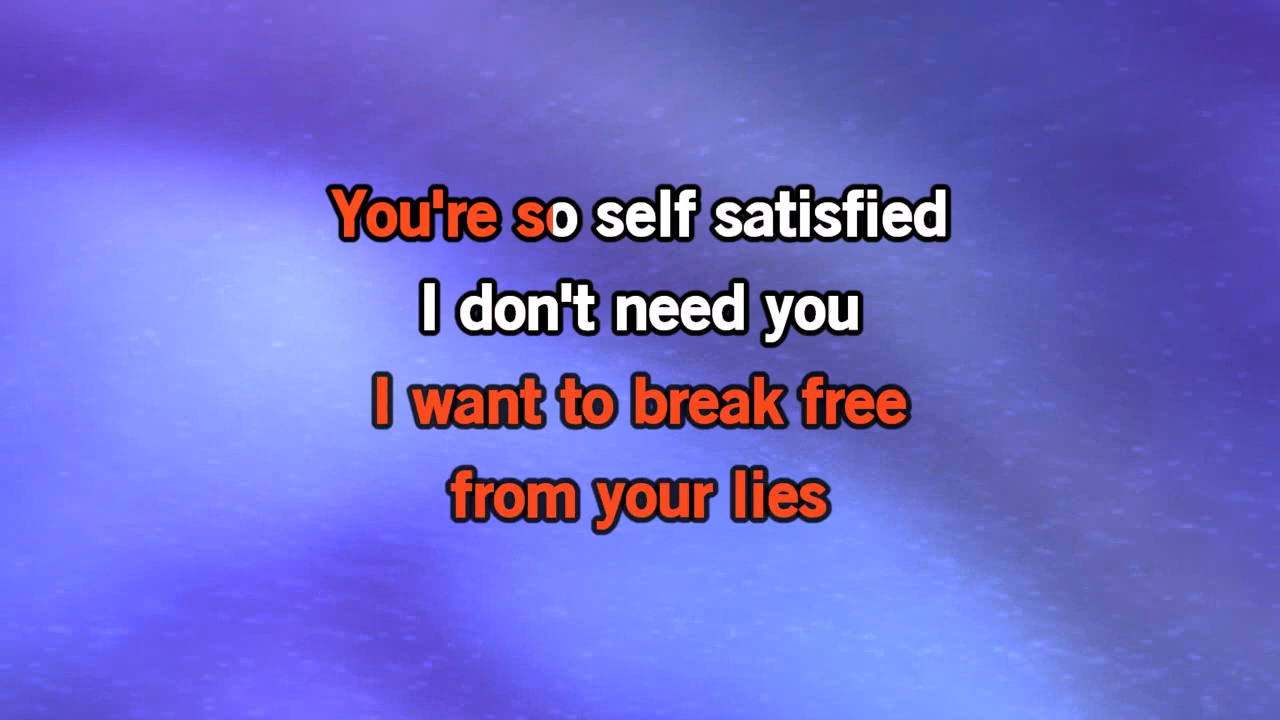 You're so self satisfied
I don't need you
I want to break free
from your lies